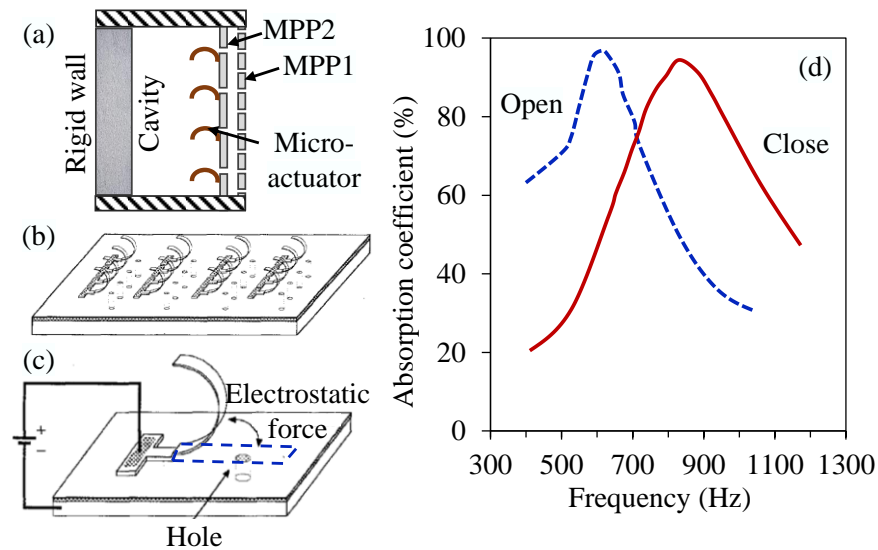 (a)
MPP2
MPP1
Rigid wall
Cavity
Micro-
actuator
(b)
(c)
Electrostatic
force
+
−
Hole
(d)
Open
Close
Absorption coefficient (%)
100
80
60
40
20
0
300 500 700 900 1100 1300
Frequency (Hz)